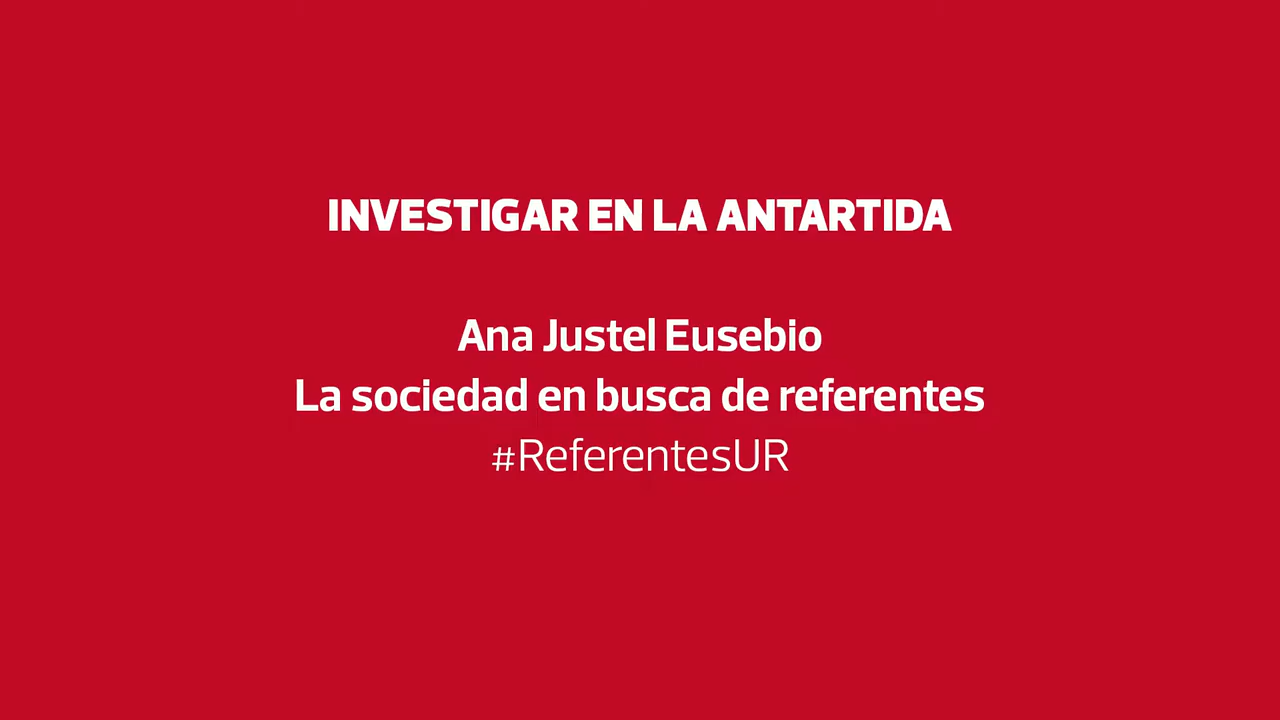 INVESTIGAR EN LA ANTARTIDA
Ana Justel Eusebio
La sociedad en busca de referentes
#ReferentesUR